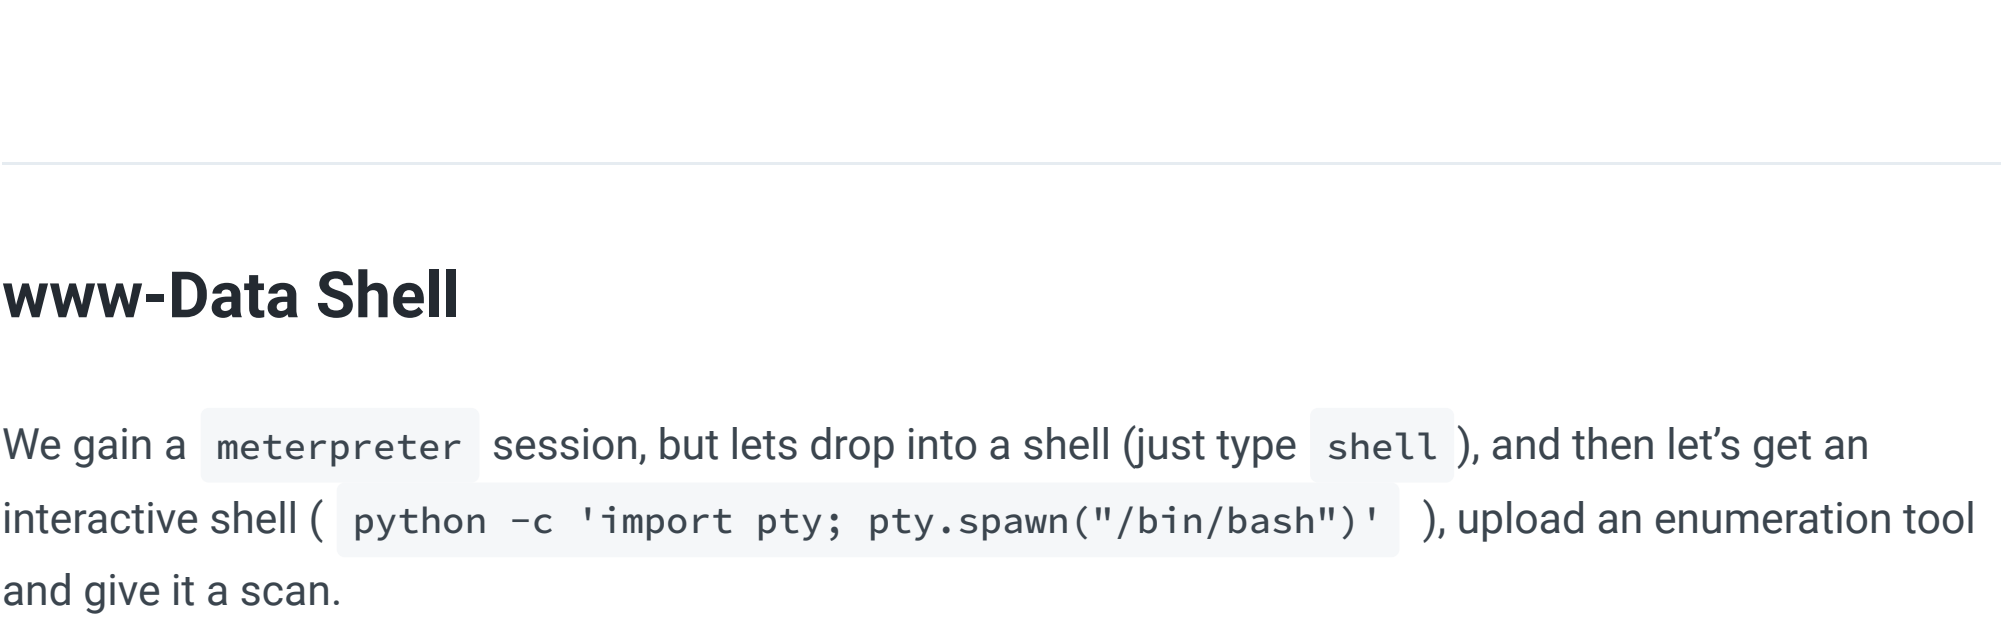 www-Data Shell
We gain a meterpreter session, but lets drop into a shell (just type shell), and then let’s get an
interactive shell ( python -c 'import pty; pty.spawn("/bin/bash")' ), upload an enumeration tool
and give it a scan.